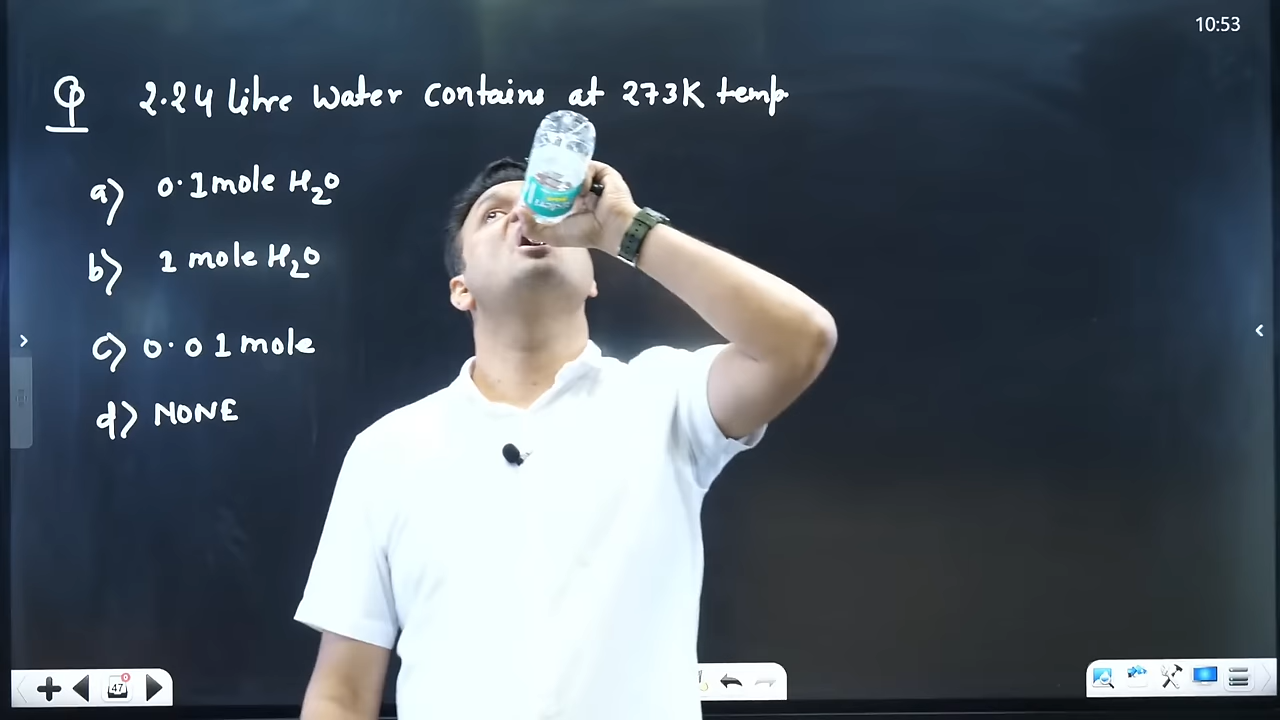 10:53
Q 2.24 litre water contains at 273K temp.
a) 0.1 mole H₂O
b) 1 mole H₂O
c) 0.01 mole
d) NONE
47